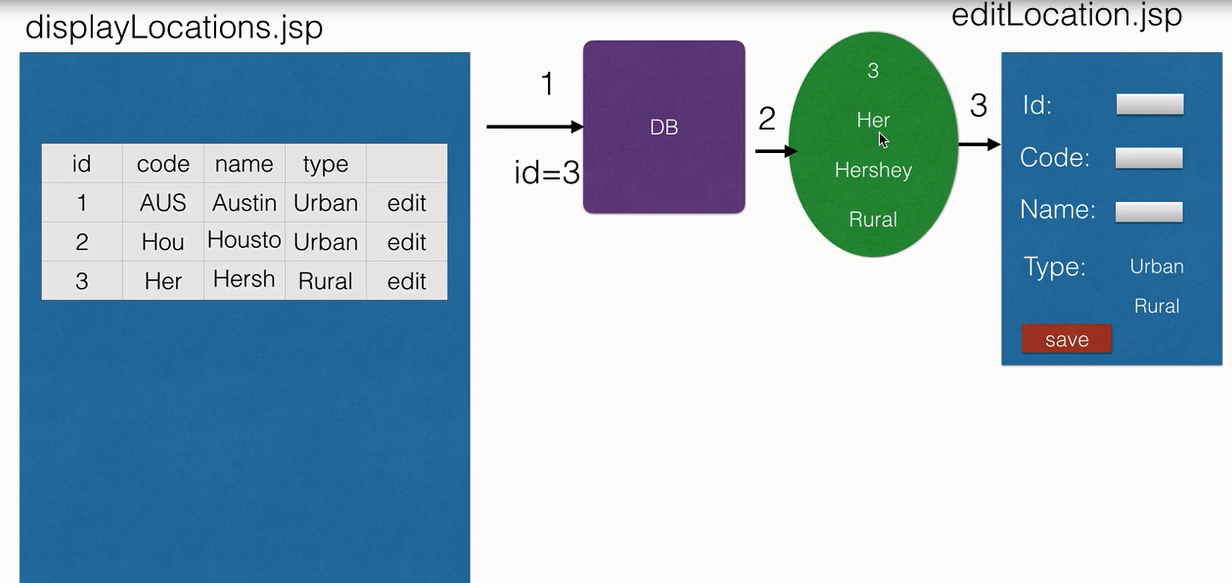 displayLocations.jsp
id code name type
1 AUS Austin Urban edit
2 Hou Housto Urban edit
3 Her Hersh Rural edit
1
id=3
DB
2
3
Her
Hershey
Rural
3
editLocation.jsp
Id:
Code:
Name:
Type: Urban
Rural
save